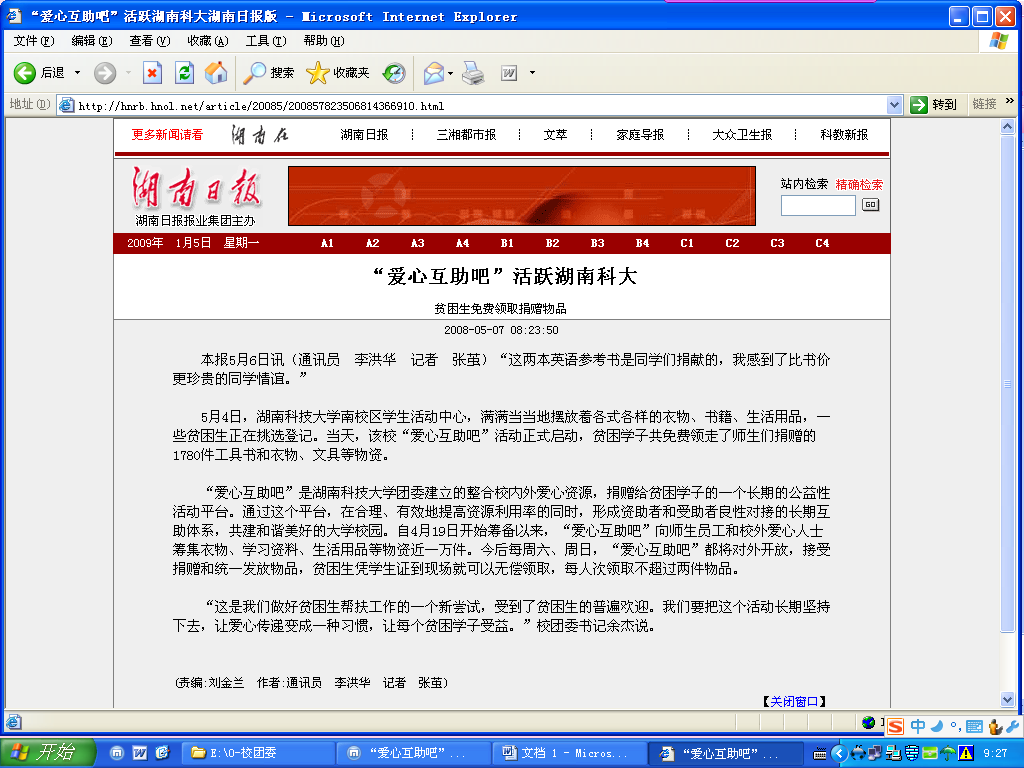 “爱心互助吧”活跃湖南科大湖南日报版 - Microsoft Internet Explorer
文件(F) 编辑(E) 查看(V) 收藏(A) 工具(T) 帮助(H)
后退 搜索 收藏夹
地址(D) http://hnrb.hnol.net/article/20085/200857823506814366910.html 转到 链接 »
更多新闻请看 湖南在 湖南日报 ┊ 三湘都市报 ┊ 文萃 ┊ 家庭导报 ┊ 大众卫生报 ┊ 科教新报
湖南日报
湖南日报报业集团主办
站内检索 精确检索
GO
2009年 1月5日 星期一 A1 A2 A3 A4 B1 B2 B3 B4 C1 C2 C3 C4
“爱心互助吧”活跃湖南科大
贫困生免费领取捐赠物品
2008-05-07 08:23:50
本报5月6日讯（通讯员 李洪华 记者 张茧）“这两本英语参考书是同学们捐献的，我感到了比书价
更珍贵的同学情谊。”
5月4日，湖南科技大学南校区学生活动中心，满满当当地摆放着各式各样的衣物、书籍、生活用品，一
些贫困生正在挑选登记。当天，该校“爱心互助吧”活动正式启动，贫困学子共免费领走了师生们捐赠的
1780件工具书和衣物、文具等物资。
“爱心互助吧”是湖南科技大学团委建立的整合校内外爱心资源，捐赠给贫困学子的一个长期的公益性
活动平台。通过这个平台，在合理、有效地提高资源利用率的同时，形成资助者和受助者良性对接的长期互
助体系，共建和谐美好的大学校园。自4月19日开始筹备以来，“爱心互助吧”向师生员工和校外爱心人士
筹集衣物、学习资料、生活用品等物资近一万件。今后每周六、周日，“爱心互助吧”都将对外开放，接受
捐赠和统一发放物品，贫困生凭学生证到现场就可以无偿领取，每人次领取不超过两件物品。
“这是我们做好贫困生帮扶工作的一个新尝试，受到了贫困生的普遍欢迎。我们要把这个活动长期坚持
下去，让爱心传递变成一种习惯，让每个贫困学子受益。”校团委书记余杰说。
(责编:刘金兰 作者:通讯员 李洪华 记者 张茧)
【关闭窗口】
中
开始 E:\0-校团委 “爱心互助吧”... 文档 1 - Micros... “爱心互助吧”... 9:27